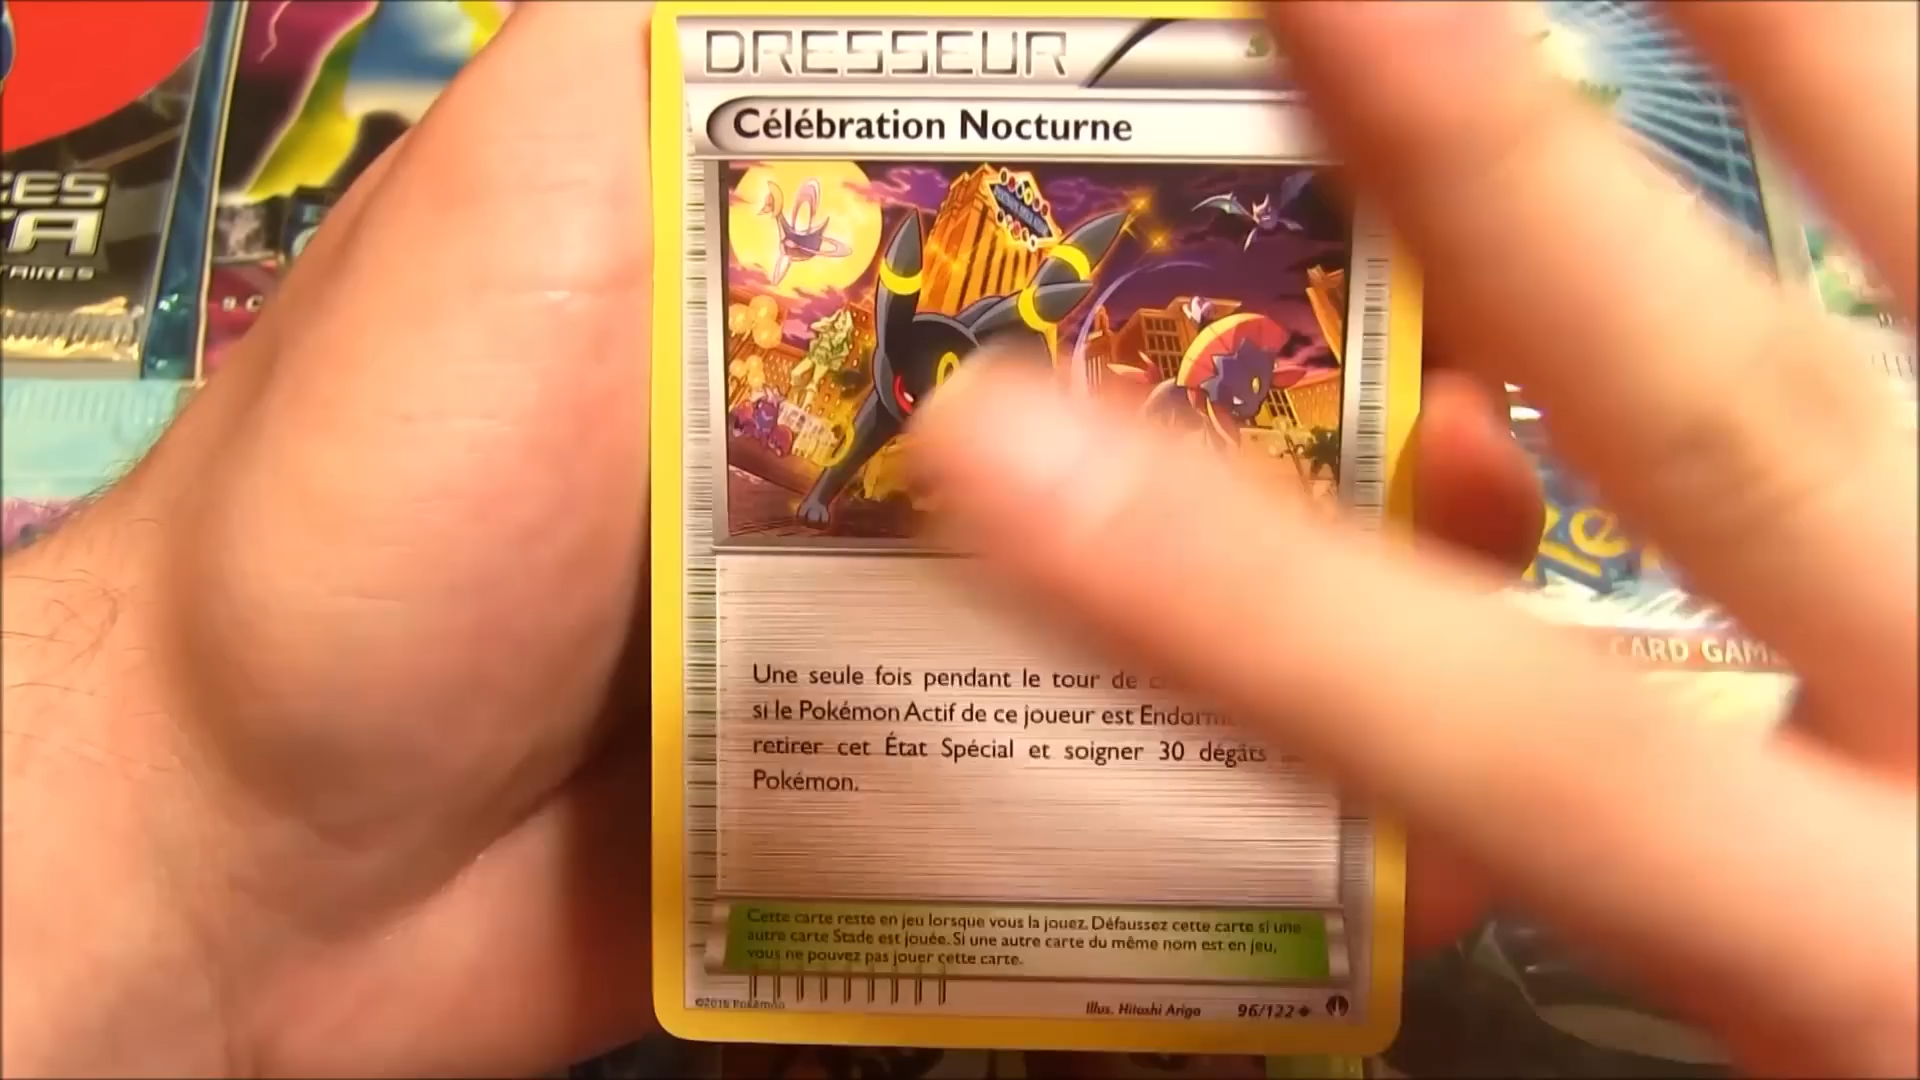 DRESSEUR
Célébration Nocturne
TAIRES
Une seule fois pendant le tour de
si le Pokémon Actif de ce joueur est
retirer cet État Spécial et soigner 30 dégâts
Pokémon.
CARD
Cette carte reste en jeu lorsque vous la jouez. Défaussez cette carte si une
autre carte Stade est jouée. Si une autre carte du même nom est en jeu,
vous ne pouvez pas jouer cette carte.
©2016 Pokémon
Illus. Hitoshi Ariga
96/122